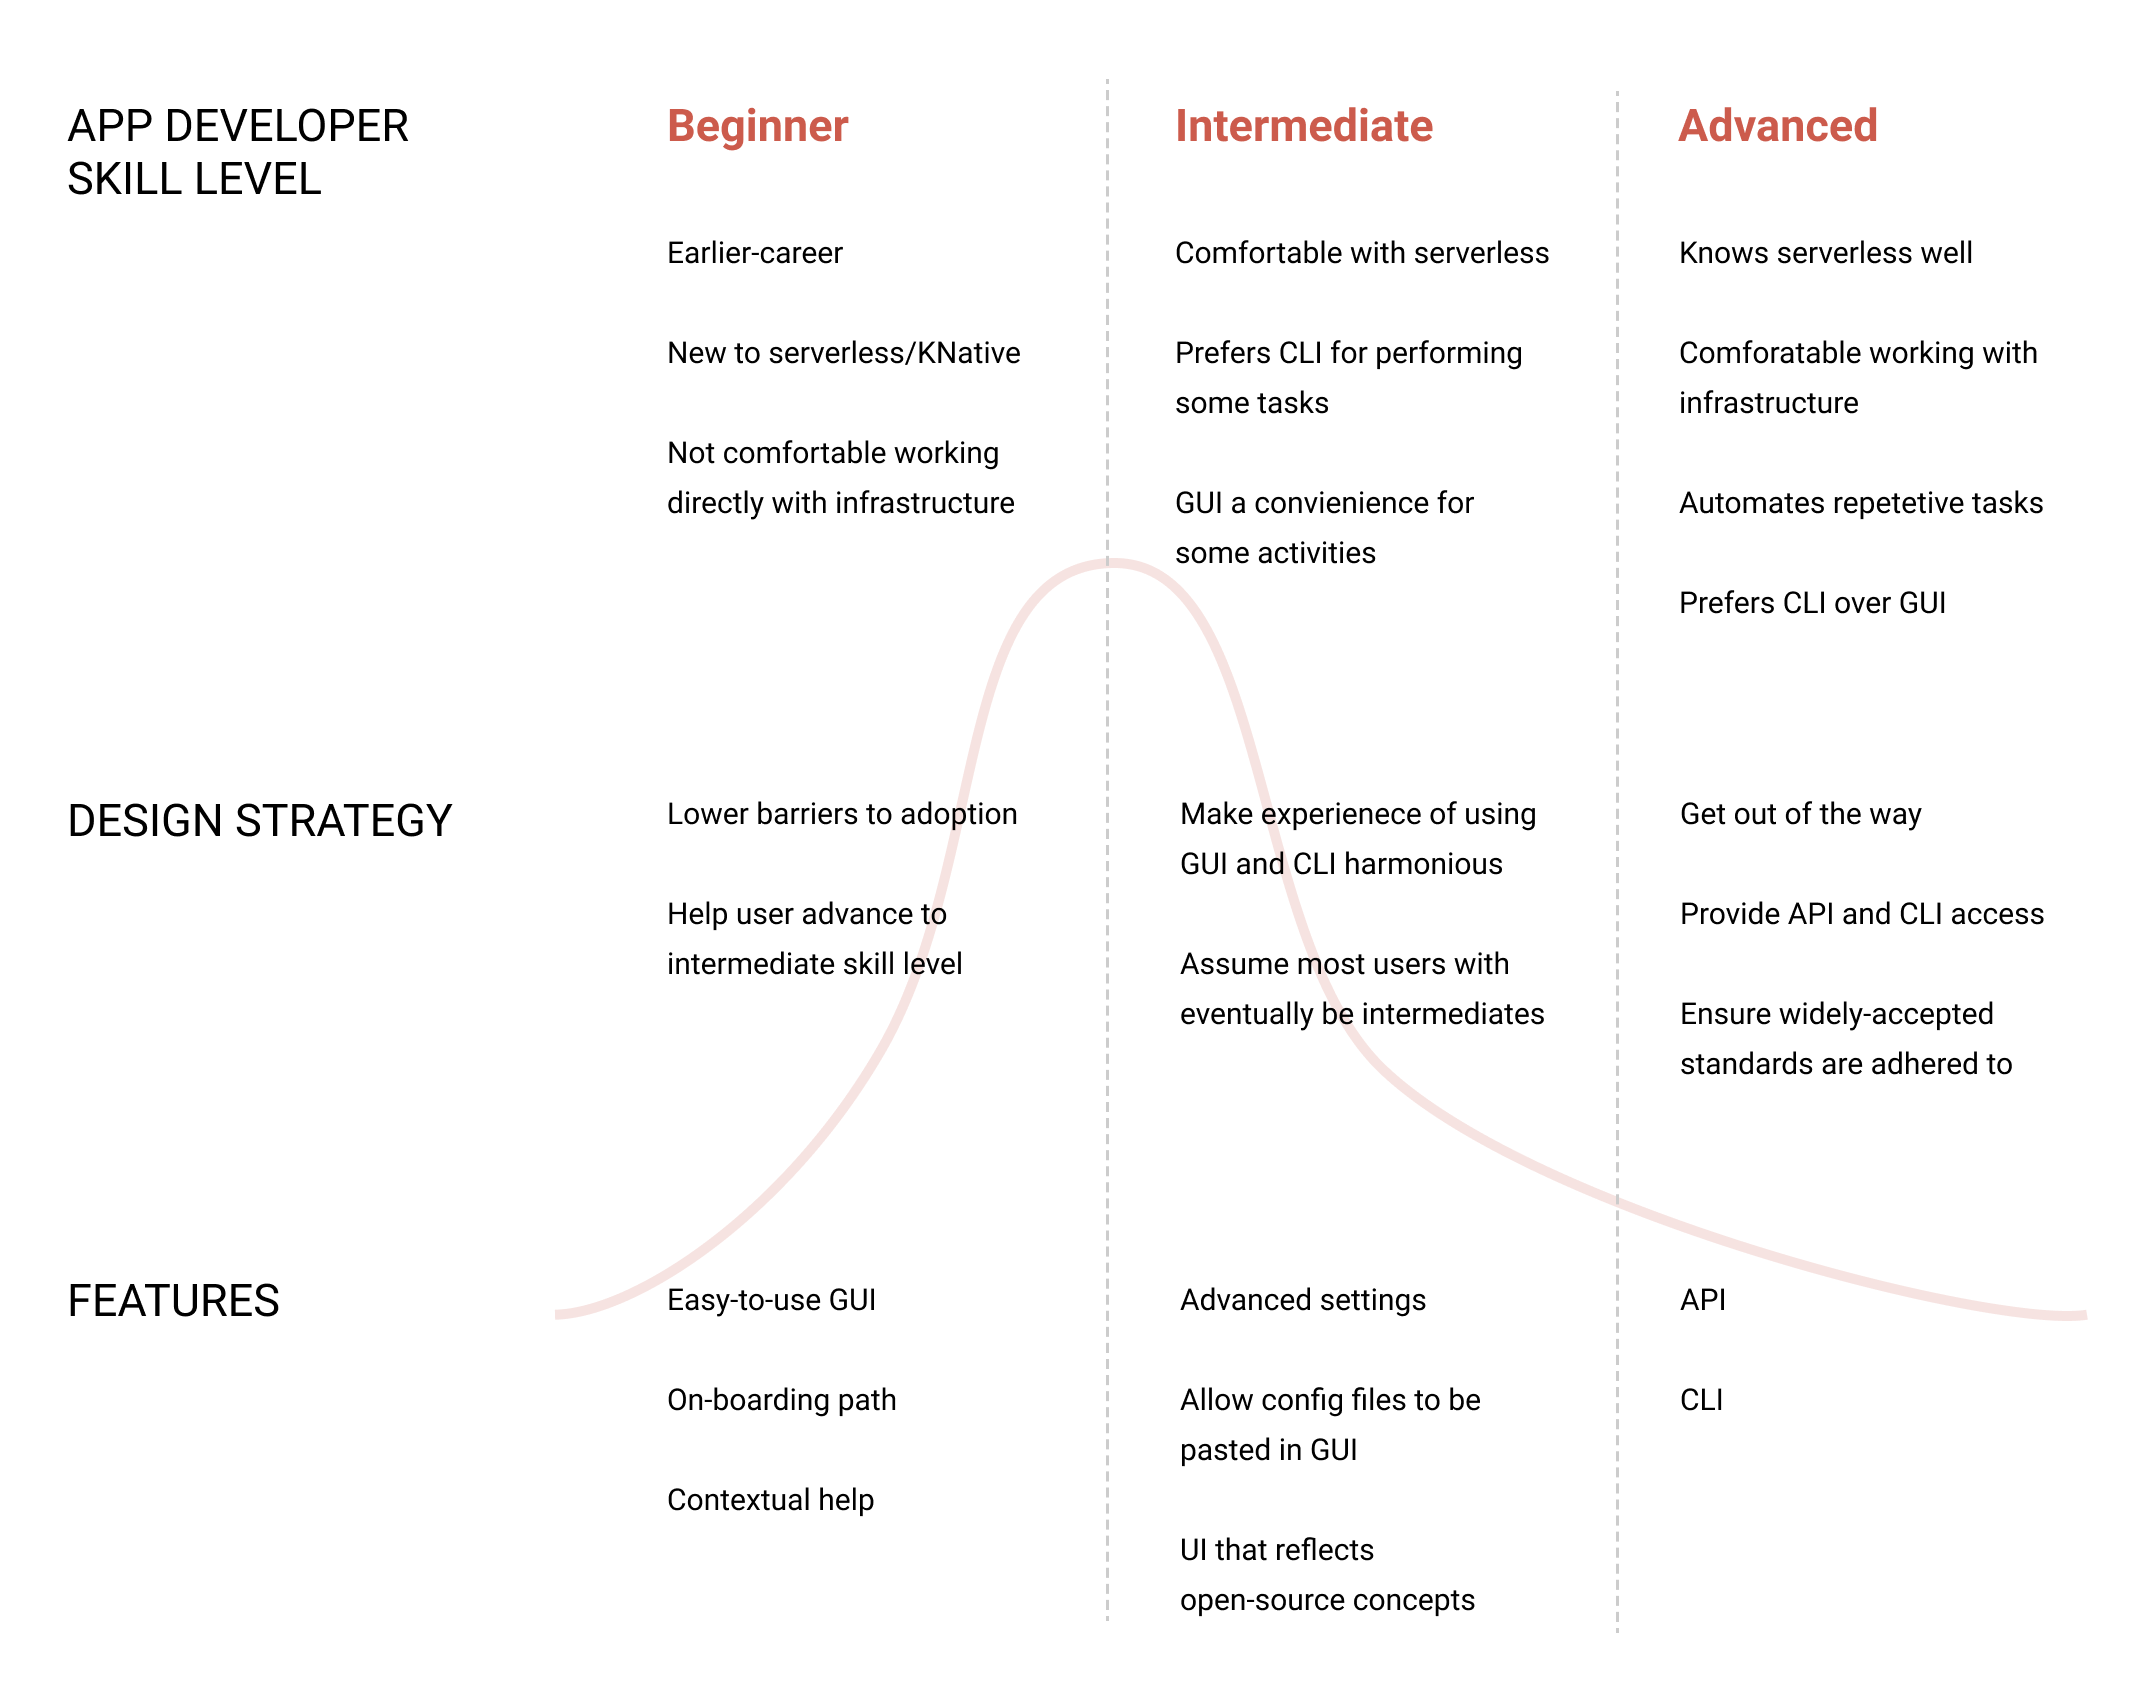 APP DEVELOPER
SKILL LEVEL
Beginner
Earlier-career
New to serverless/KNative
Not comfortable working
directly with infrastructure
Intermediate
Comfortable with serverless
Prefers CLI for performing
some tasks
GUI a convienience for
some activities
Advanced
Knows serverless well
Comforatable working with
infrastructure
Automates repetetive tasks
Prefers CLI over GUI
DESIGN STRATEGY
Lower barriers to adoption
Help user advance to
intermediate skill level
Make experienece of using
GUI and CLI harmonious
Assume most users with
eventually be intermediates
Get out of the way
Provide API and CLI access
Ensure widely-accepted
standards are adhered to
FEATURES
Easy-to-use GUI
On-boarding path
Contextual help
Advanced settings
Allow config files to be
pasted in GUI
UI that reflects
open-source concepts
API
CLI